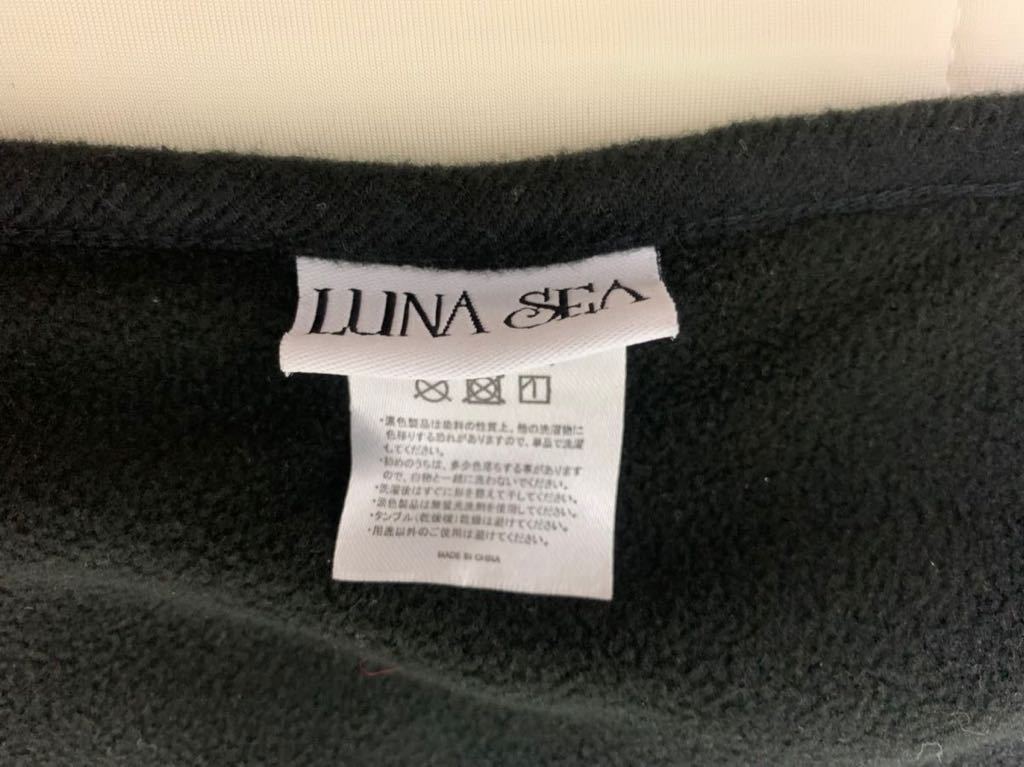 LUNA SEA
・濃色製品は染料の性質上、他の洗濯物に
色移りする恐れがありますので、単品で洗濯
してください。
・初めのうちは、多少色落ちする事があります
ので、白物と一緒に洗わないでください。
・洗濯後はすぐに形を整えて干してください。
・淡色製品は無蛍光洗剤を使用してください。
・タンブル(乾燥機)乾燥は避けてください。
・用途以外のご使用は避けてください。
MADE IN CHINA